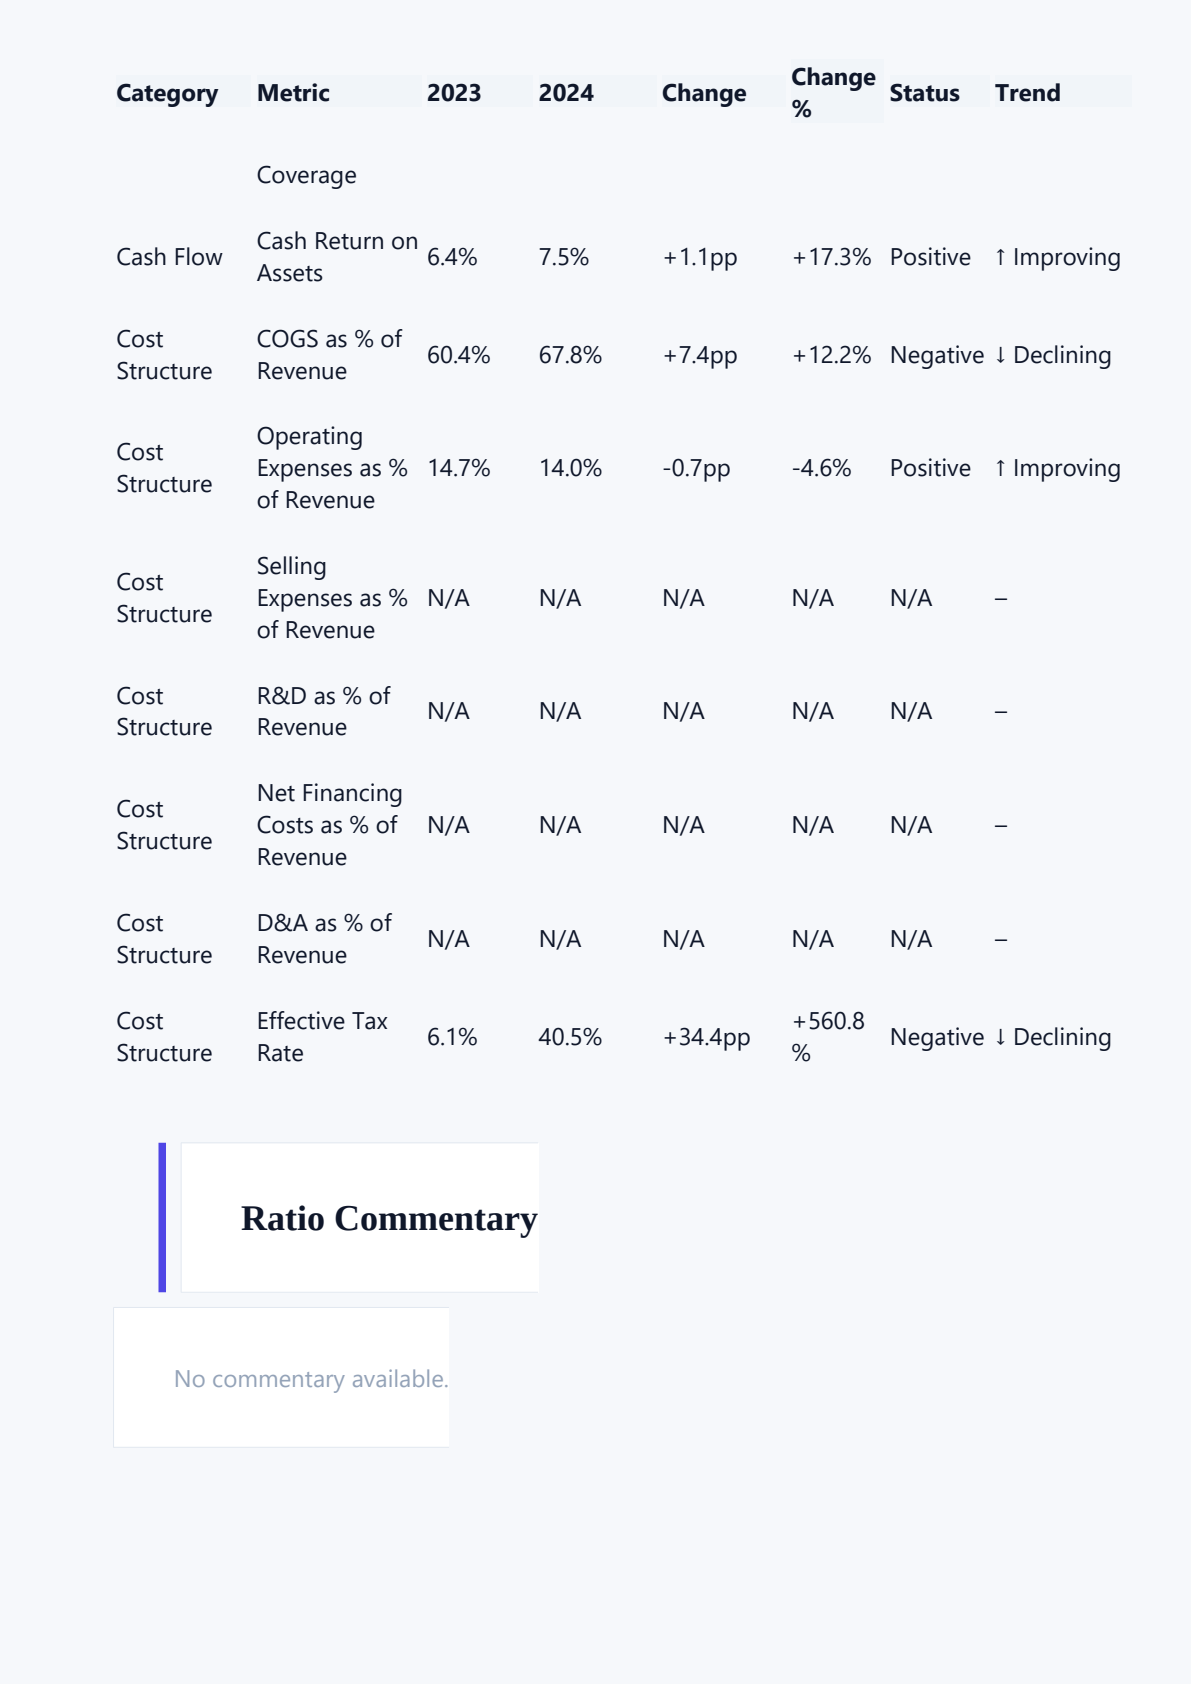 Category Metric 2023 2024 Change Change % Status Trend
Coverage
Cash Flow Cash Return on Assets 6.4% 7.5% +1.1pp +17.3% Positive ↑ Improving
Cost Structure COGS as % of Revenue 60.4% 67.8% +7.4pp +12.2% Negative ↓ Declining
Cost Structure Operating Expenses as % of Revenue 14.7% 14.0% -0.7pp -4.6% Positive ↑ Improving
Cost Structure Selling Expenses as % of Revenue N/A N/A N/A N/A N/A –
Cost Structure R&D as % of Revenue N/A N/A N/A N/A N/A –
Cost Structure Net Financing Costs as % of Revenue N/A N/A N/A N/A N/A –
Cost Structure D&A as % of Revenue N/A N/A N/A N/A N/A –
Cost Structure Effective Tax Rate 6.1% 40.5% +34.4pp +560.8 % Negative ↓ Declining
Ratio Commentary
No commentary available.